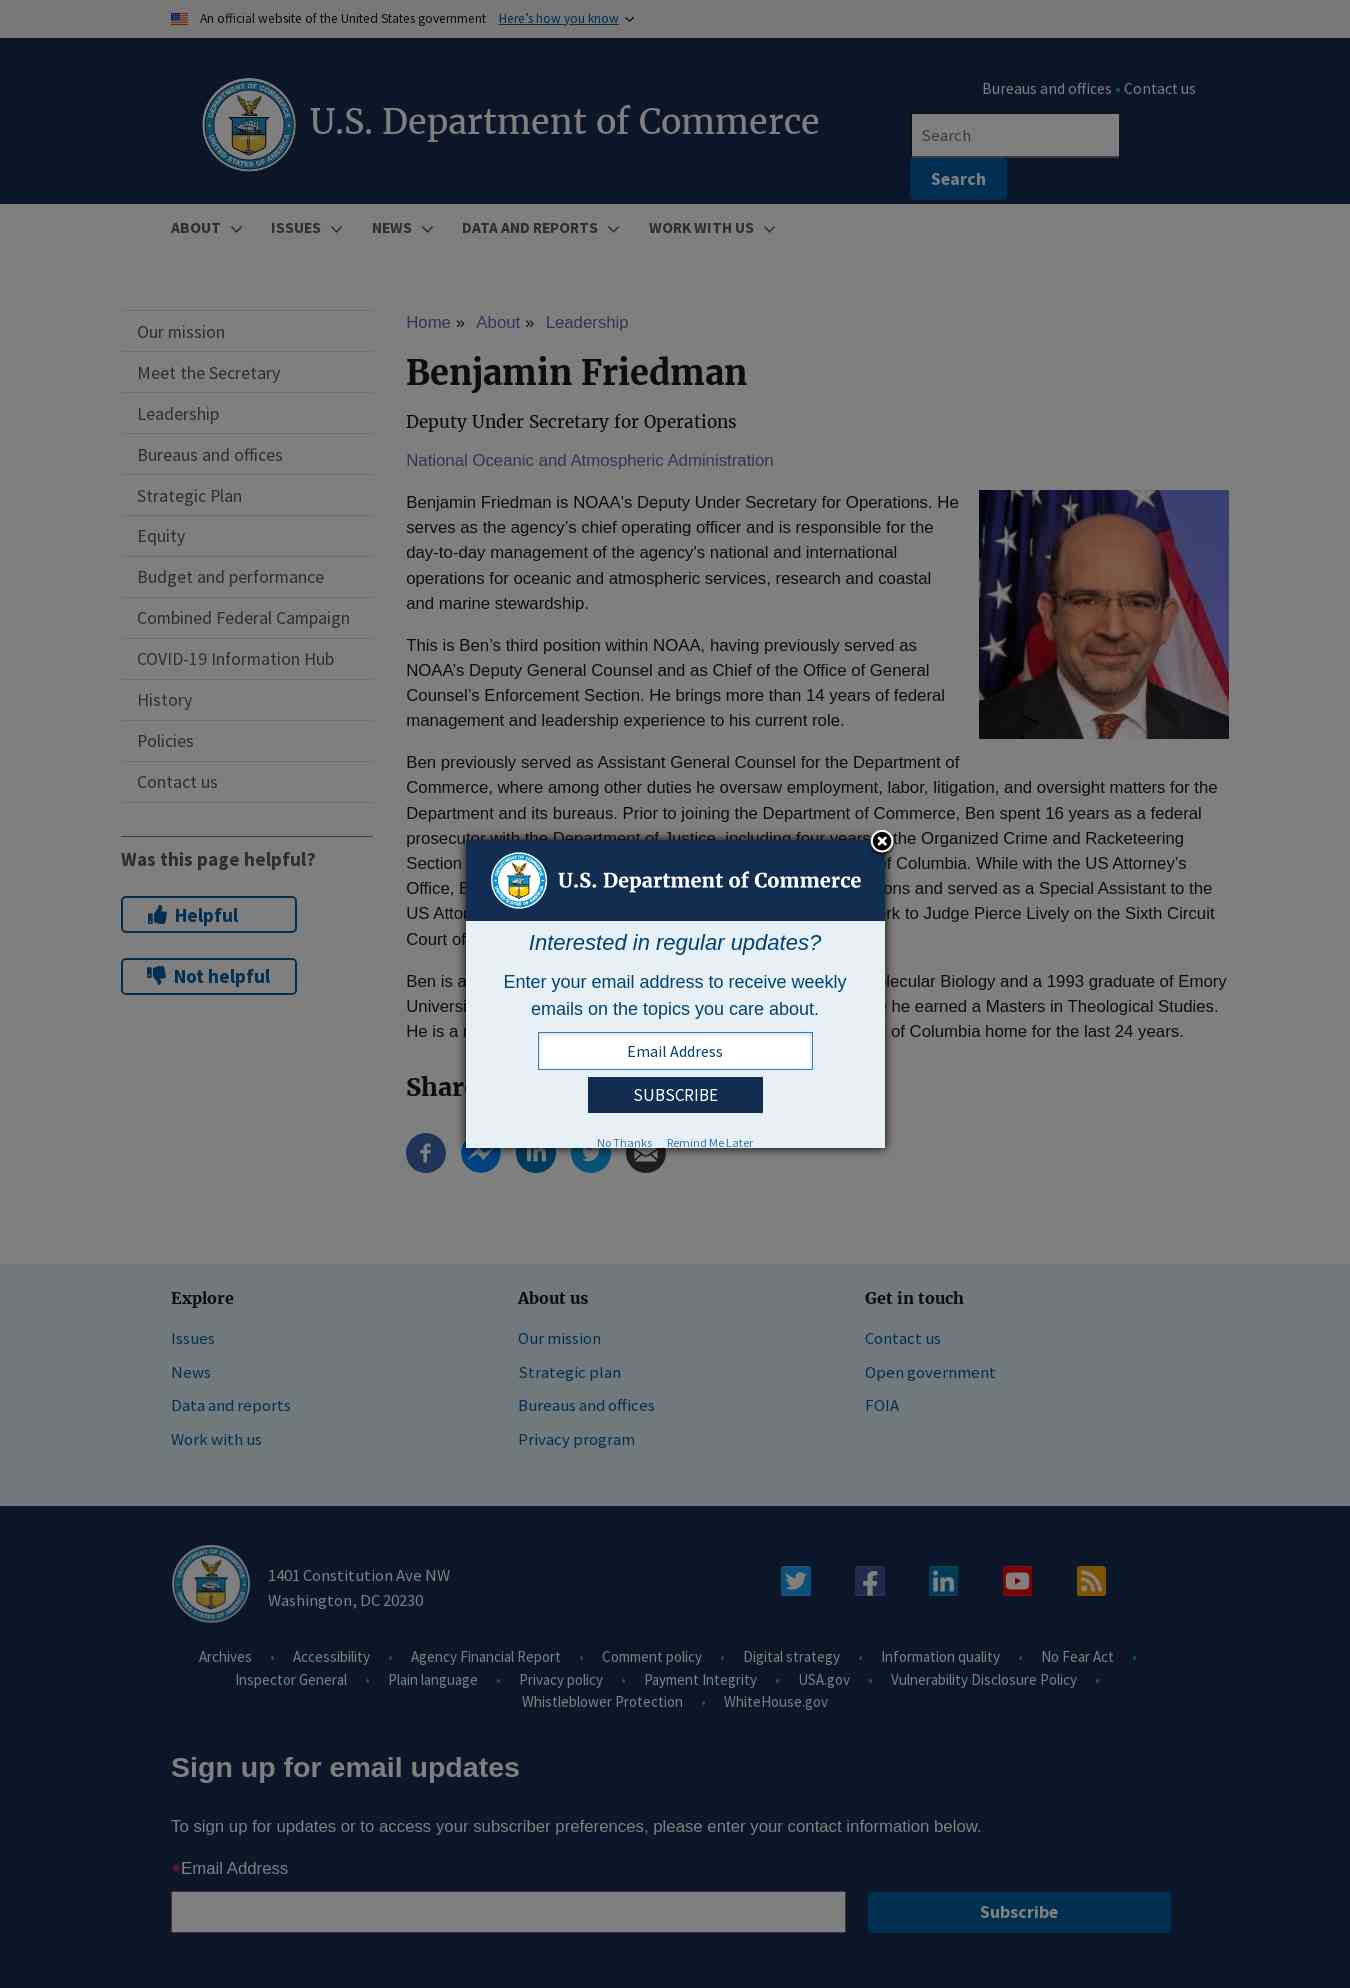 An official website of the United States government Here's how you know
Bureaus and offices • Contact us
U.S. Department of Commerce
Search
Search
ABOUT ISSUES NEWS DATA AND REPORTS WORK WITH US
Our mission
Meet the Secretary
Leadership
Bureaus and offices
Strategic Plan
Equity
Budget and performance
Combined Federal Campaign
COVID-19 Information Hub
History
Policies
Contact us
Was this page helpful?
Helpful
Not helpful
Home » About » Leadership
Benjamin Friedman
Deputy Under Secretary for Operations
National Oceanic and Atmospheric Administration
Benjamin Friedman is NOAA's Deputy Under Secretary for Operations. He
serves as the agency's chief operating officer and is responsible for the
day-to-day management of the agency's national and international
operations for oceanic and atmospheric services, research and coastal
and marine stewardship.
This is Ben's third position within NOAA, having previously served as
NOAA's Deputy General Counsel and as Chief of the Office of General
Counsel's Enforcement Section. He brings more than 14 years of federal
management and leadership experience to his current role.
Ben previously served as Assistant General Counsel for the Department of
Commerce, where among other duties he oversaw employment, labor, litigation, and oversight matters for the
Department and its bureaus. Prior to joining the Department of Commerce, Ben spent 16 years as a federal
prosecutor with the Department of Justice, including four years the Organized Crime and Racketeering
Section of Columbia. While with the US Attorney's
Office, and served as a Special Assistant to the
US to Judge Pierce Lively on the Sixth Circuit
Court of
Ben is a Biology and a 1993 graduate of Emory
he earned a Masters in Theological Studies.
He is a of Columbia home for the last 24 years.
Share
U.S. Department of Commerce
Interested in regular updates?
Enter your email address to receive weekly
emails on the topics you care about.
Email Address
SUBSCRIBE
No Thanks Remind Me Later
Explore
Issues
News
Data and reports
Work with us
About us
Our mission
Strategic plan
Bureaus and offices
Privacy program
Get in touch
Contact us
Open government
FOIA
1401 Constitution Ave NW
Washington, DC 20230
Archives • Accessibility • Agency Financial Report • Comment policy • Digital strategy • Information quality • No Fear Act •
Inspector General • Plain language • Privacy policy • Payment Integrity • USA.gov • Vulnerability Disclosure Policy •
Whistleblower Protection • WhiteHouse.gov
Sign up for email updates
To sign up for updates or to access your subscriber preferences, please enter your contact information below.
*Email Address
Subscribe